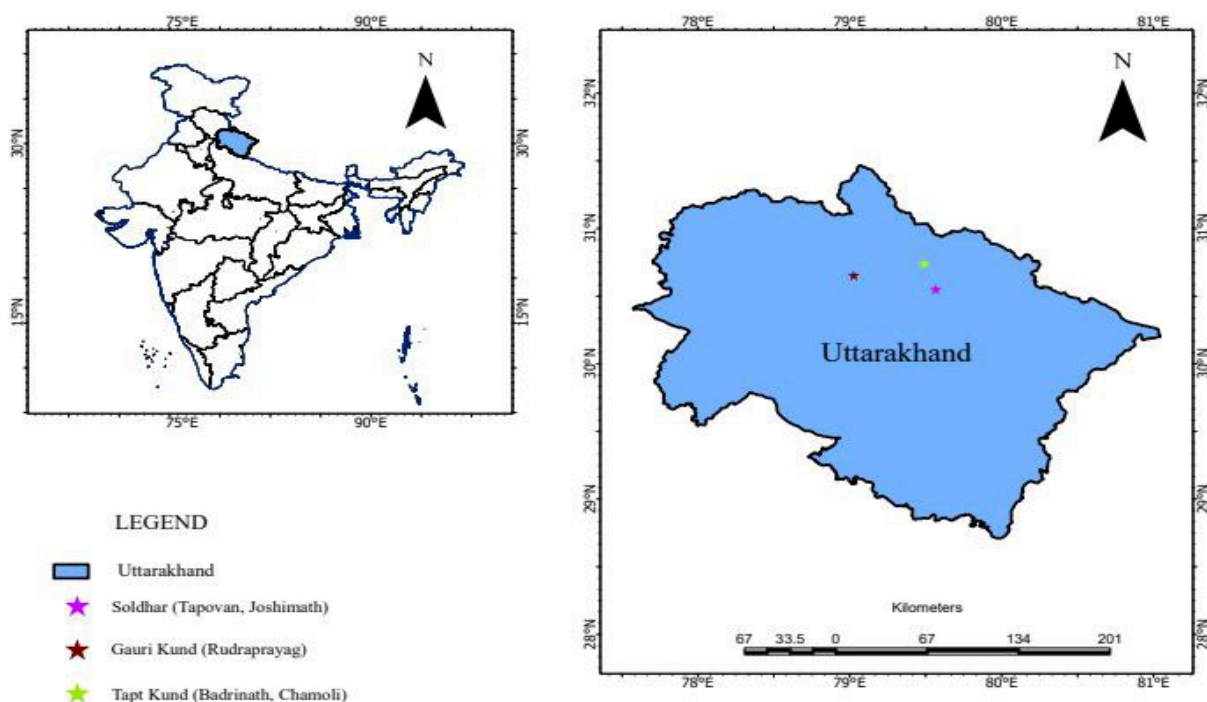 75°E 90°E
N
30°N 30°N
15°N 15°N
75°E 90°E
LEGEND
Uttarakhand
Soldhar (Tapovan, Joshimath)
Gauri Kund (Rudraprayag)
Tapt Kund (Badrinath, Chamoli)
78°E 79°E 80°E 81°E
N
32°N 32°N
31°N 31°N
Uttarakhand
30°N 30°N
29°N 29°N
Kilometers
67 33.5 0 67 134 201
28°N 28°N
78°E 79°E 80°E 81°E